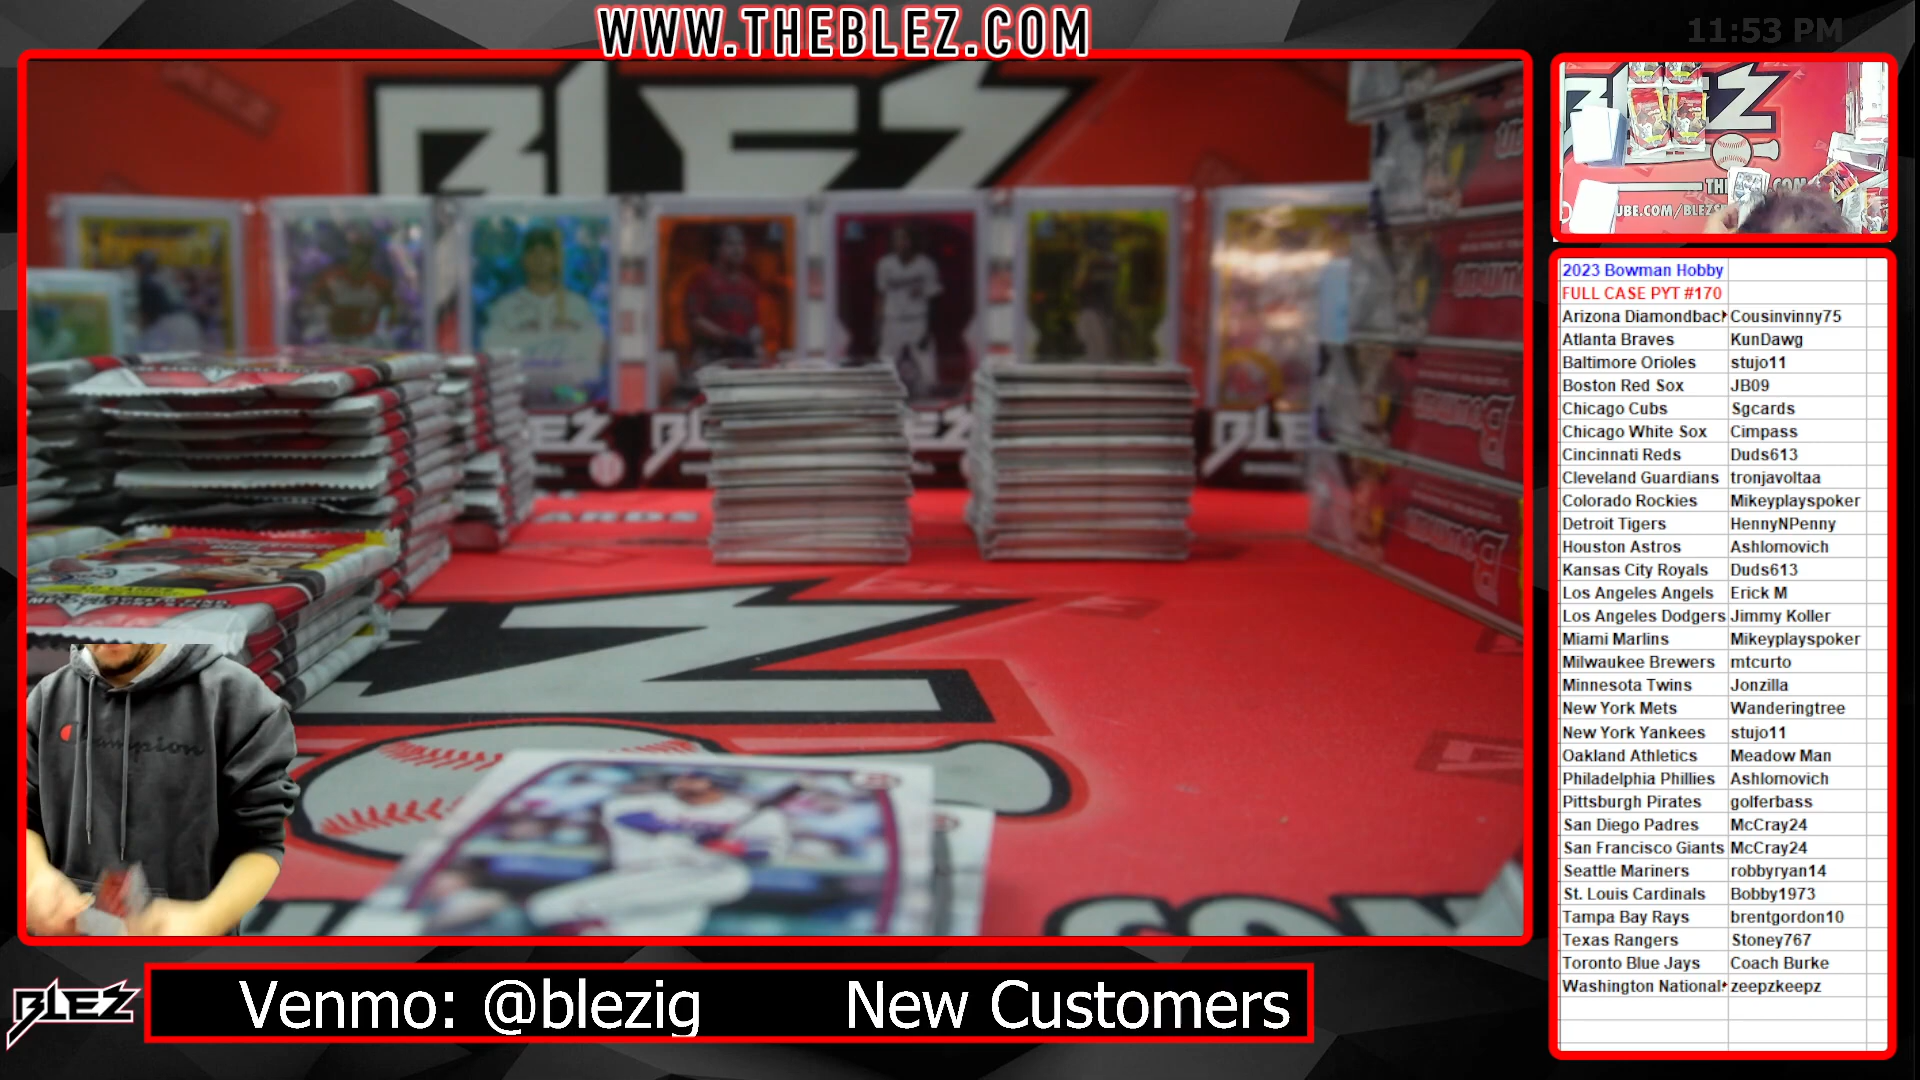 WWW.THEBLEZ.COM
11:53 PM
BLEZ
2023 Bowman Hobby
FULL CASE PYT #170
Arizona Diamondbac Cousinvinny75
Atlanta Braves KunDawg
Baltimore Orioles stujo11
Boston Red Sox JB09
Chicago Cubs Sgcards
Chicago White Sox Cimpass
Cincinnati Reds Duds613
Cleveland Guardians tronjavoltaa
Colorado Rockies Mikeyplayspoker
Detroit Tigers HennyNPenny
Houston Astros Ashlomovich
Kansas City Royals Duds613
Los Angeles Angels Erick M
Los Angeles Dodgers Jimmy Koller
Miami Marlins Mikeyplayspoker
Milwaukee Brewers mtcurto
Minnesota Twins Jonzilla
New York Mets Wanderingtree
New York Yankees stujo11
Oakland Athletics Meadow Man
Philadelphia Phillies Ashlomovich
Pittsburgh Pirates golferbass
San Diego Padres McCray24
San Francisco Giants McCray24
Seattle Mariners robbyryan14
St. Louis Cardinals Bobby1973
Tampa Bay Rays brentgordon10
Texas Rangers Stoney767
Toronto Blue Jays Coach Burke
Washington National zeepzkeepz
Champion
BLEZ
Venmo: @blezig New Customers